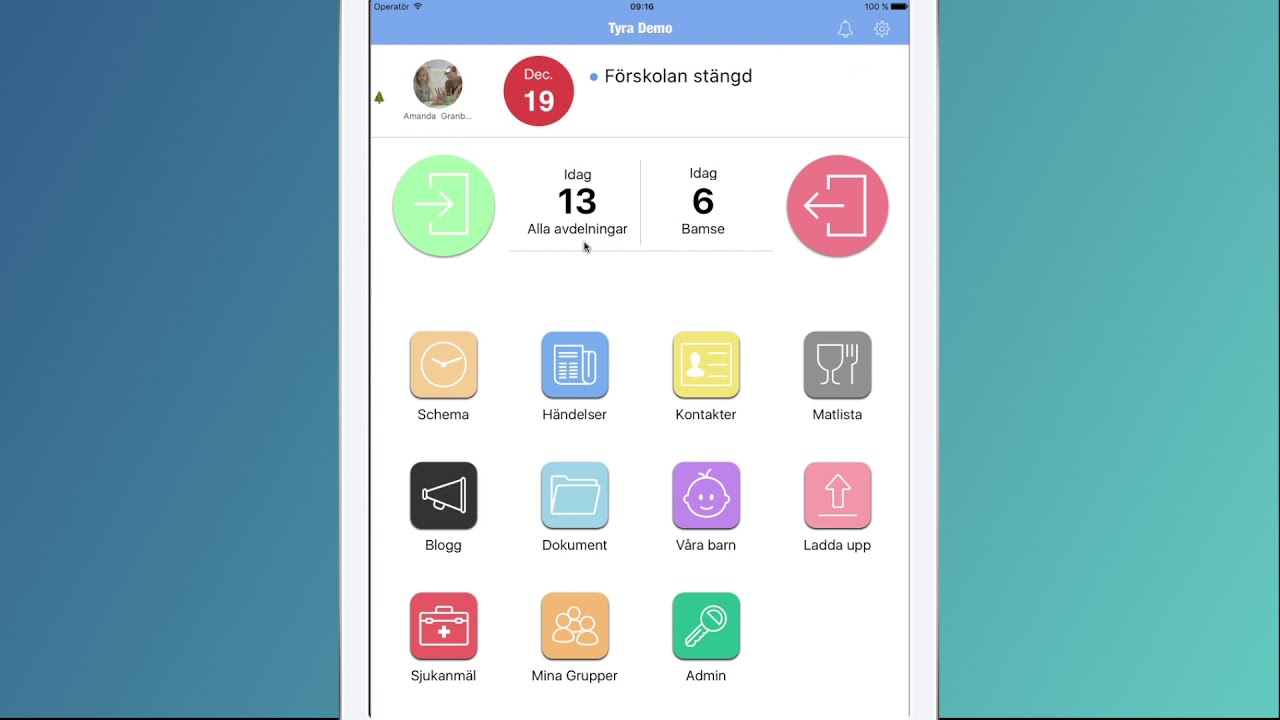 Operatör 09:16 100 %
Tyra Demo
Dec.
19
Förskolan stängd
Amanda Granb...
Idag
13
Alla avdelningar
Idag
6
Bamse
Schema Händelser Kontakter Matlista
Blogg Dokument Våra barn Ladda upp
Sjukanmäl Mina Grupper Admin